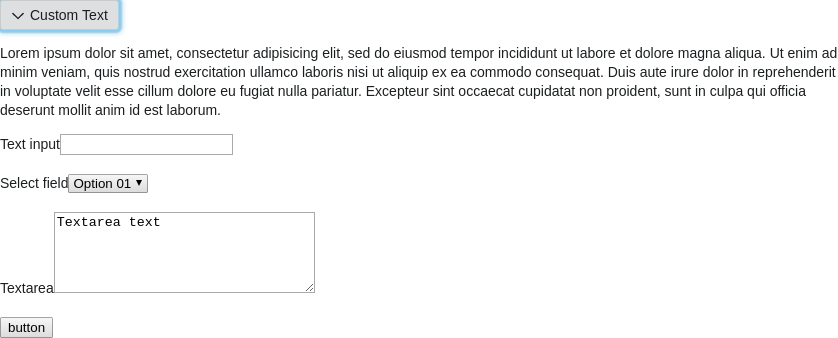 Custom Text
Lorem ipsum dolor sit amet, consectetur adipisicing elit, sed do eiusmod tempor incididunt ut labore et dolore magna aliqua. Ut enim ad
minim veniam, quis nostrud exercitation ullamco laboris nisi ut aliquip ex ea commodo consequat. Duis aute irure dolor in reprehenderit
in voluptate velit esse cillum dolore eu fugiat nulla pariatur. Excepteur sint occaecat cupidatat non proident, sunt in culpa qui officia
deserunt mollit anim id est laborum.
Text input
Select field Option 01
Textarea text
Textarea
button